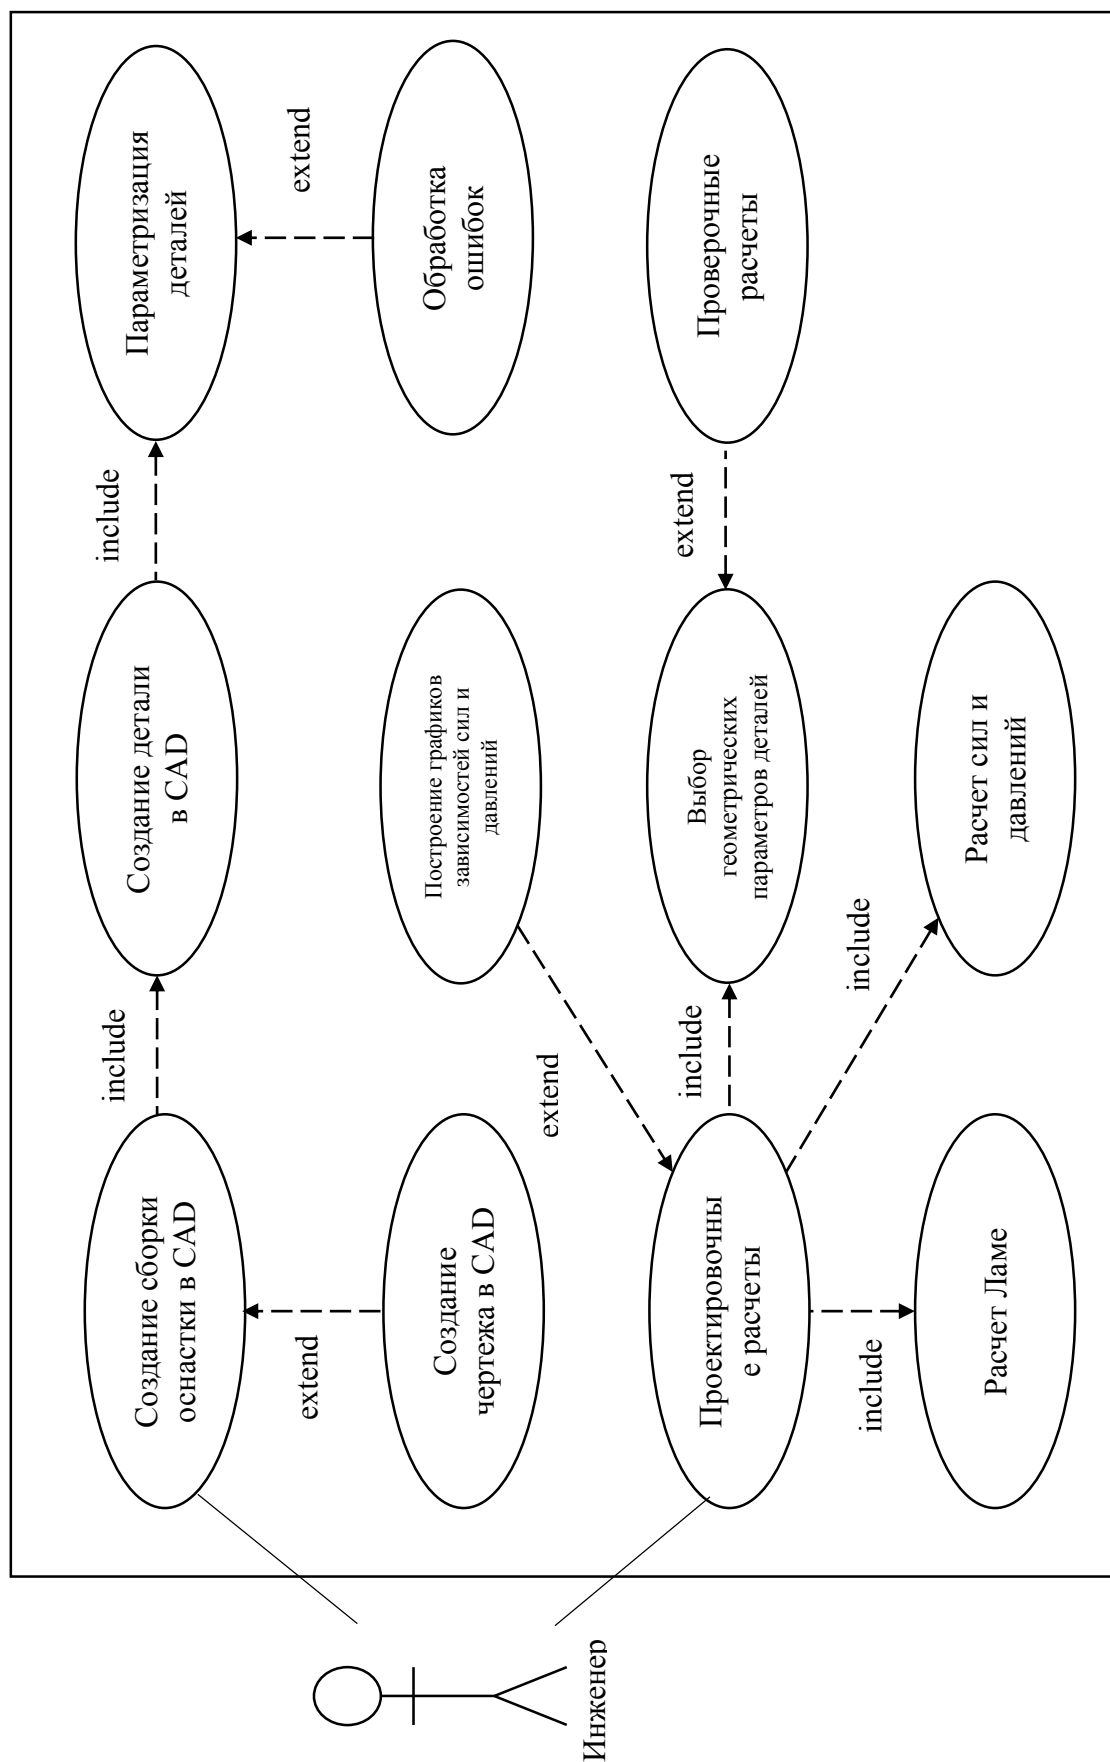 Создание сборки
оснастки в CAD
include
Создание детали
в CAD
include
Параметризация
деталей
extend
extend
Создание
чертежа в CAD
Построение графиков
зависимостей сил и
давлений
Обработка
ошибок
extend
Инженер
Проектировочны
е расчеты
include
Выбор
геометрических
параметров деталей
extend
Проверочные
расчеты
include
include
Расчет Ламе
Расчет сил и
давлений